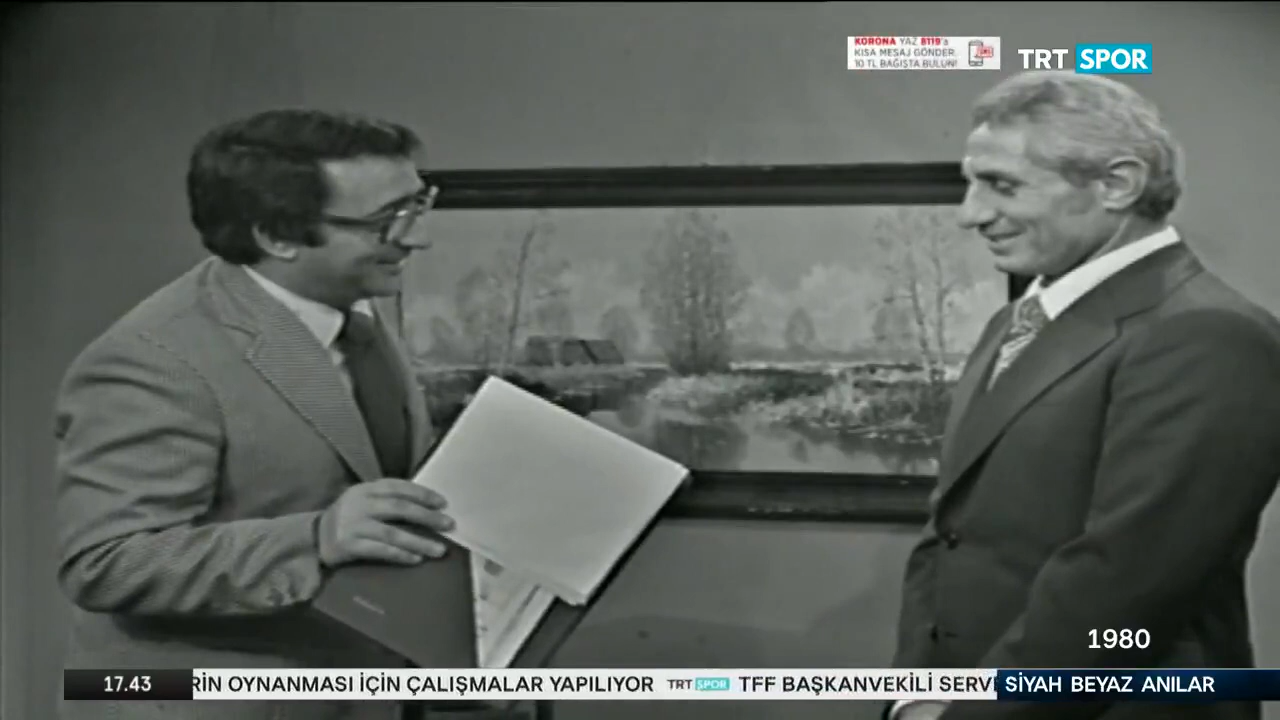 KORONA YAZ 8119'a
KISA MESAJ GÖNDER,
10 TL BAĞIŞTA BULUN!
TRT SPOR
1980
17.43
RİN OYNANMASI İÇİN ÇALIŞMALAR YAPILIYOR TRT SPOR TFF BAŞKANVEKİLİ SERV
SİYAH BEYAZ ANILAR